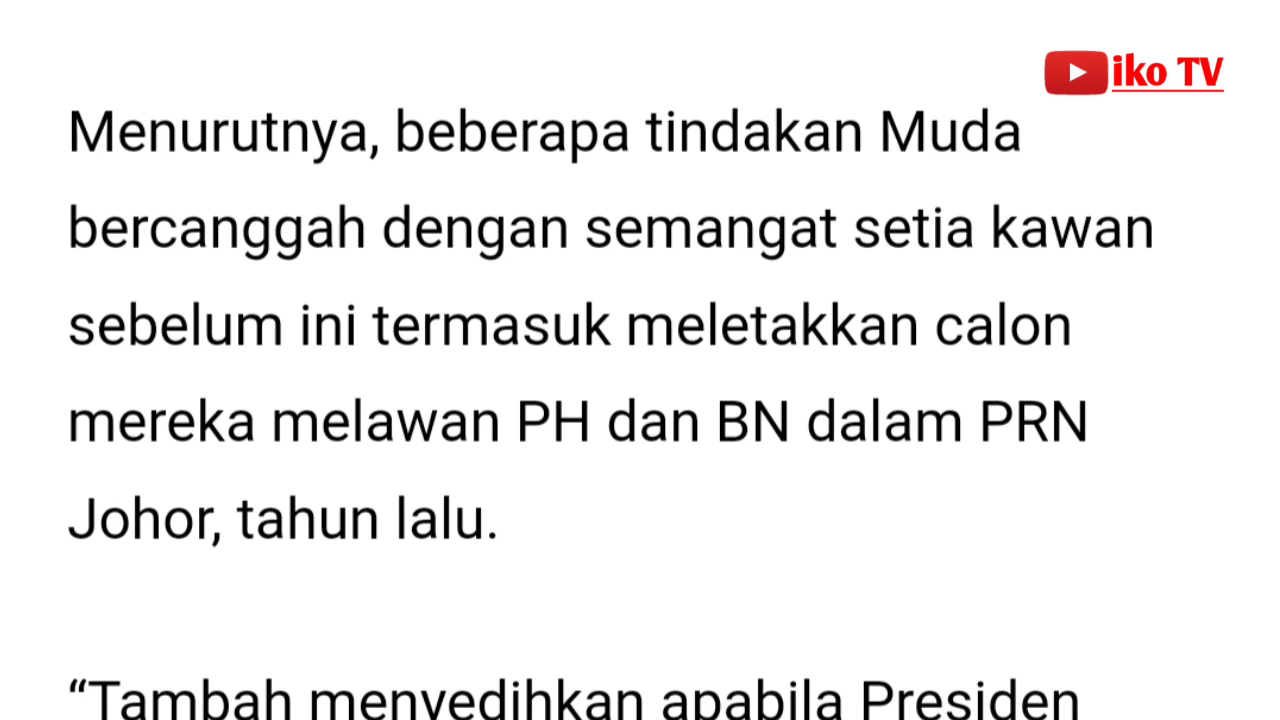 iko TV
Menurutnya, beberapa tindakan Muda
bercanggah dengan semangat setia kawan
sebelum ini termasuk meletakkan calon
mereka melawan PH dan BN dalam PRN
Johor, tahun lalu.
“Tambah menyedihkan apabila Presiden